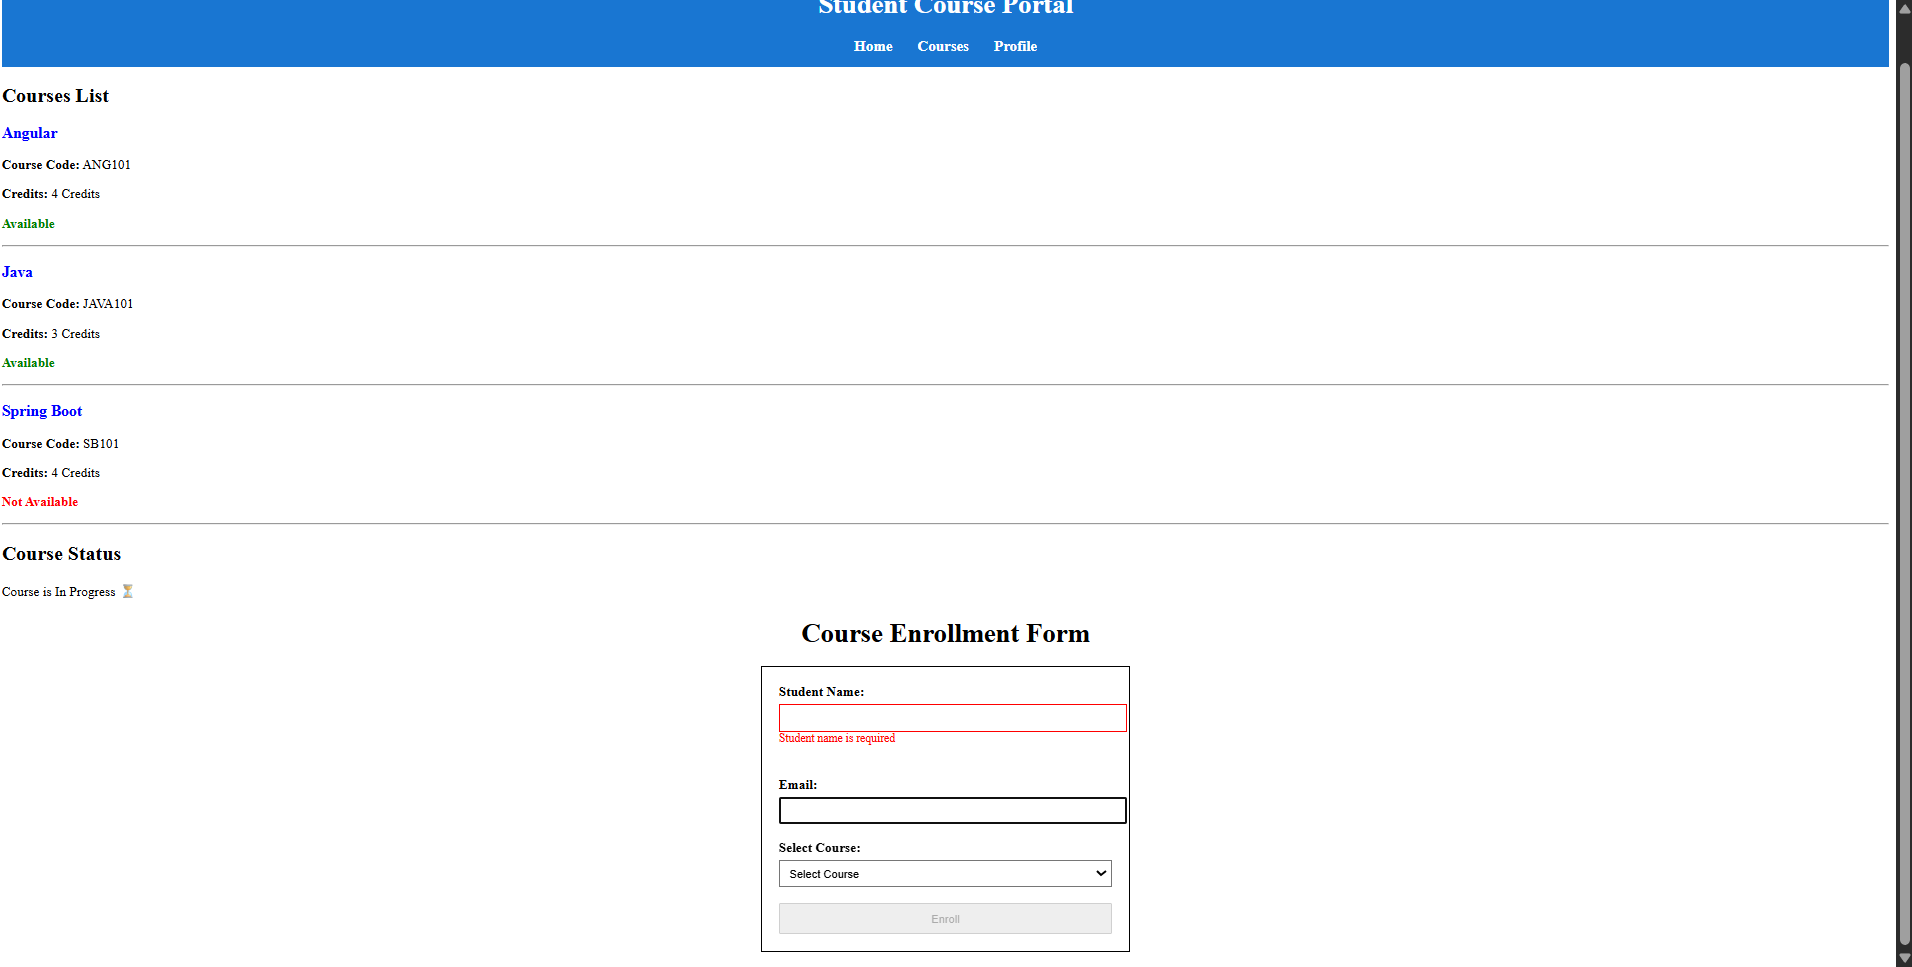 Student Course Portal
Home Courses Profile
Courses List
Angular
Course Code: ANG101
Credits: 4 Credits
Available
Java
Course Code: JAVA101
Credits: 3 Credits
Available
Spring Boot
Course Code: SB101
Credits: 4 Credits
Not Available
Course Status
Course is In Progress ⏳
Course Enrollment Form
Student Name:
Student name is required
Email:
Select Course:
Select Course
Enroll